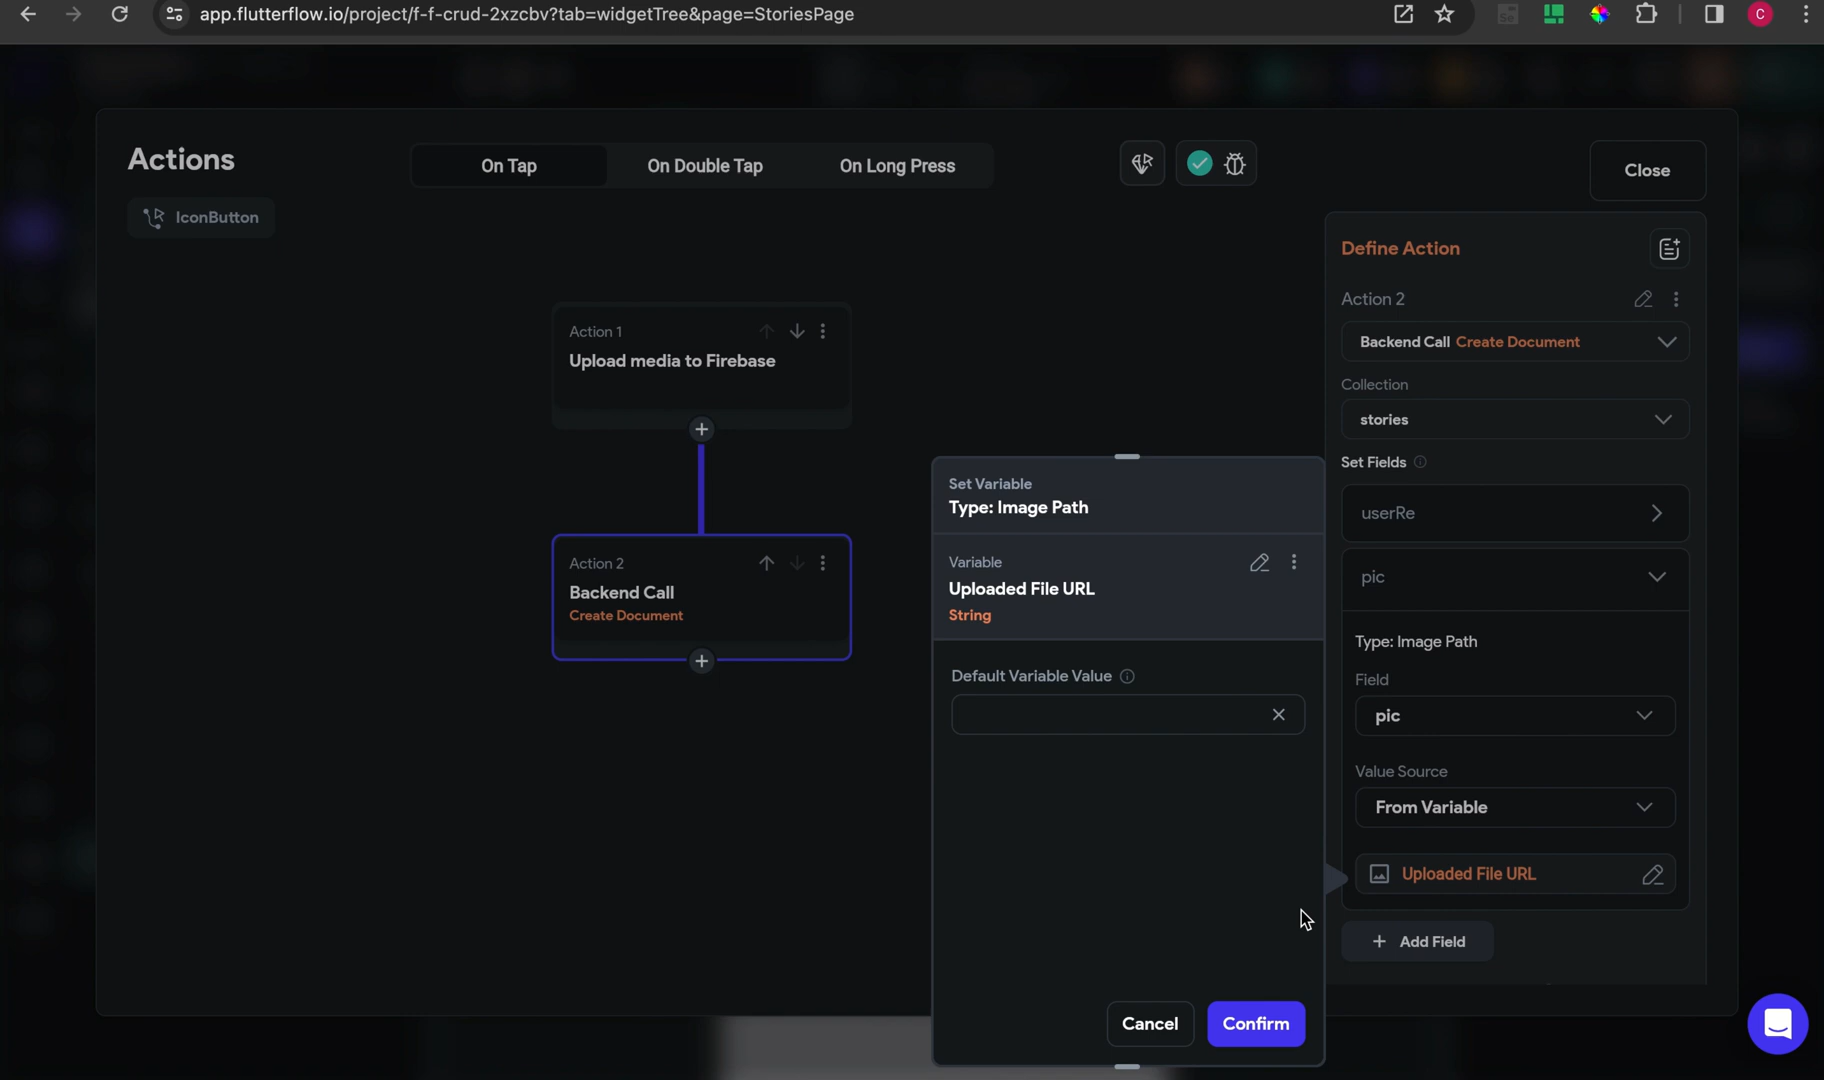 app.flutterflow.io/project/f-f-crud-2xzcbv?tab=widgetTree&page=StoriesPage
C
Actions
On Tap
On Double Tap
On Long Press
Close
IconButton
Define Action
Action 2
Backend Call Create Document
Collection
stories
Set Fields
userRe
pic
Type: Image Path
Field
pic
Value Source
From Variable
Uploaded File URL
+ Add Field
Action 1
Upload media to Firebase
Action 2
Backend Call
Create Document
Set Variable
Type: Image Path
Variable
Uploaded File URL
String
Default Variable Value
Cancel
Confirm